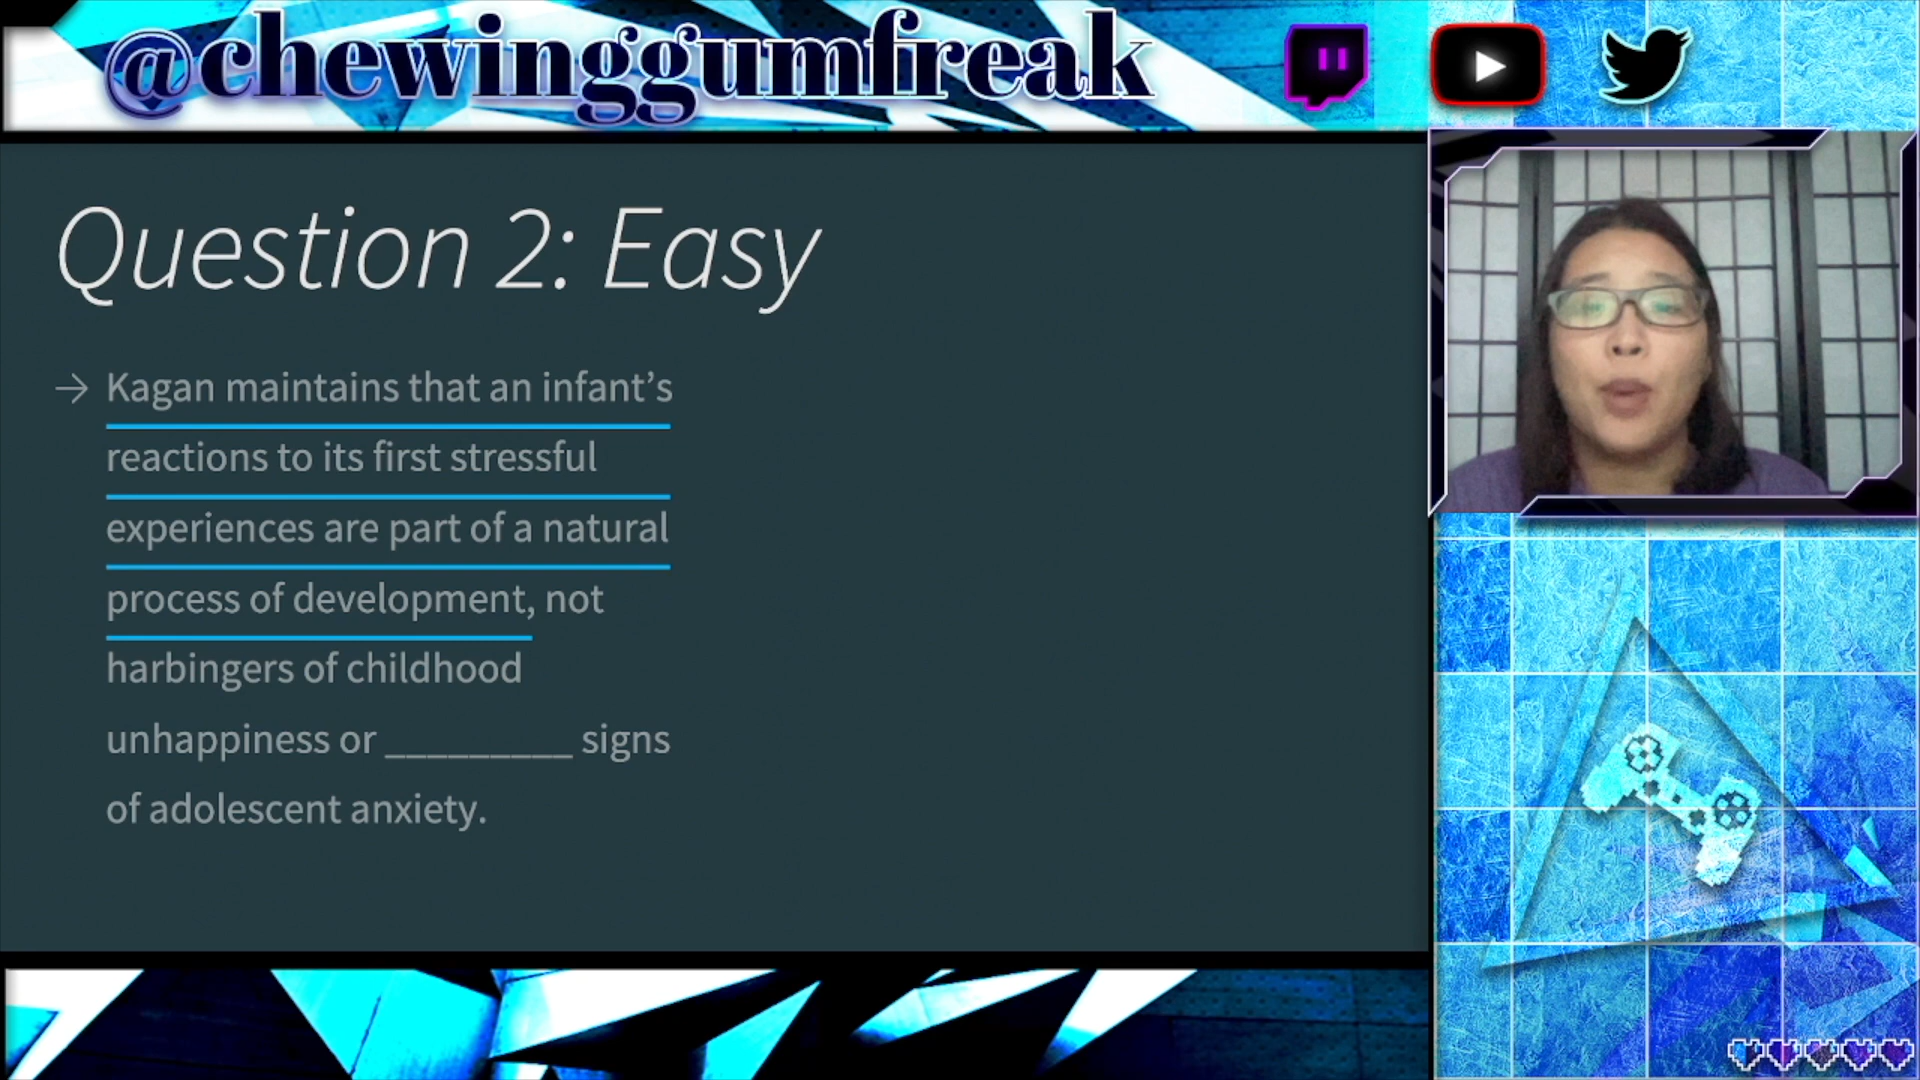 @chewinggumfreak
Question 2: Easy
→ Kagan maintains that an infant’s
reactions to its first stressful
experiences are part of a natural
process of development, not
harbingers of childhood
unhappiness or _________ signs
of adolescent anxiety.